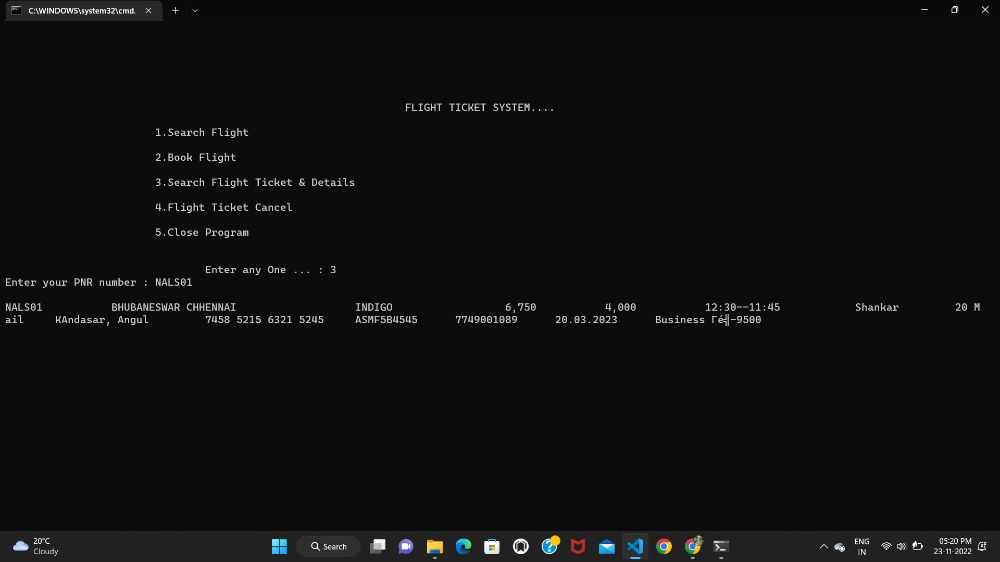 C:\WINDOWS\system32\cmd.
FLIGHT TICKET SYSTEM....
1.Search Flight
2.Book Flight
3.Search Flight Ticket & Details
4.Flight Ticket Cancel
5.Close Program
Enter any One ... : 3
Enter your PNR number : NALS01
NALS01 BHUBANESWAR CHHENNAI INDIGO 6,750 4,000 12:30--11:45 Shankar 20 M
ail KAndasar, Angul 7458 5215 6321 5245 ASMF5B4545 7749001089 20.03.2023 Business Γé╣-9500
20°C
Cloudy
Search
ENG
IN
05:20 PM
23-11-2022